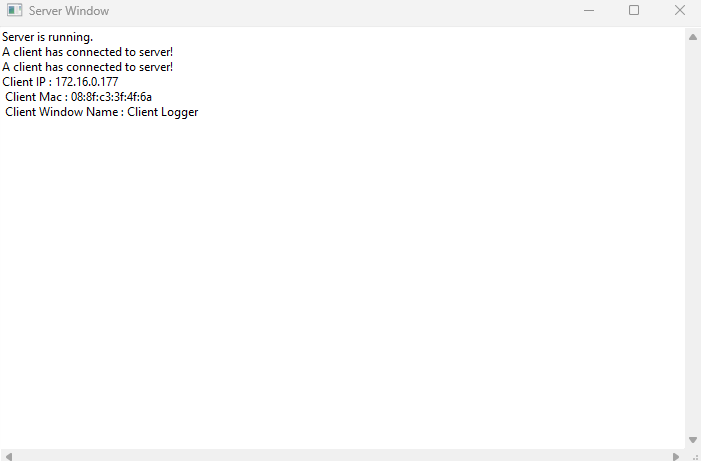 Server Window
Server is running.
A client has connected to server!
A client has connected to server!
Client IP : 172.16.0.177
Client Mac : 08:8f:c3:3f:4f:6a
Client Window Name : Client Logger